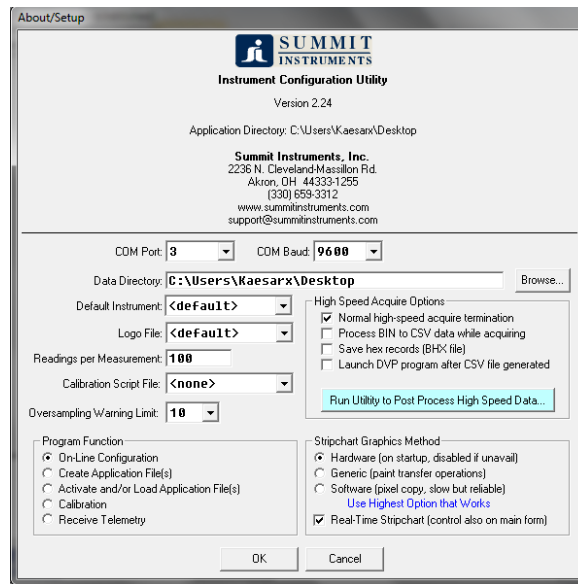 About/Setup
SUMMIT
INSTRUMENTS
Instrument Configuration Utility
Version 2.24
Application Directory: C:\Users\Kaesarx\Desktop
Summit Instruments, Inc.
2236 N. Cleveland-Massillon Rd.
Akron, OH 44333-1255
(330) 659-3312
www.summitinstruments.com
support@summitinstruments.com
COM Port: 3 COM Baud: 9600
Data Directory: C:\Users\Kaesarx\Desktop Browse...
Default Instrument: <default>
Logo File: <default>
Readings per Measurement: 100
Calibration Script File: <none>
Oversampling Warning Limit: 10
High Speed Acquire Options
Normal high-speed acquire termination
Process BIN to CSV data while acquiring
Save hex records (BHX file)
Launch DVP program after CSV file generated
Run Utiltity to Post Process High Speed Data...
Program Function
On-Line Configuration
Create Application File(s)
Activate and/or Load Application File(s)
Calibration
Receive Telemetry
Stripchart Graphics Method
Hardware (on startup, disabled if unavail)
Generic (paint transfer operations)
Software (pixel copy, slow but reliable)
Use Highest Option that Works
Real-Time Stripchart (control also on main form)
OK Cancel